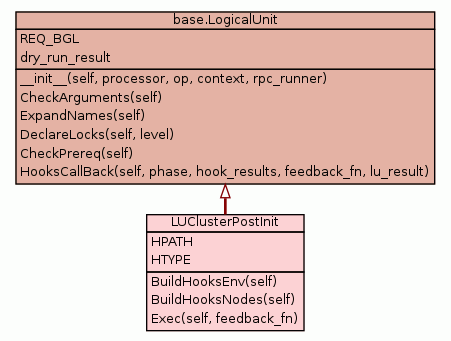 base.LogicalUnit
REQ_BGL
dry_run_result
__init__(self, processor, op, context, rpc_runner)
CheckArguments(self)
ExpandNames(self)
DeclareLocks(self, level)
CheckPrereq(self)
HooksCallBack(self, phase, hook_results, feedback_fn, lu_result)
LUClusterPostInit
HPATH
HTYPE
BuildHooksEnv(self)
BuildHooksNodes(self)
Exec(self, feedback_fn)